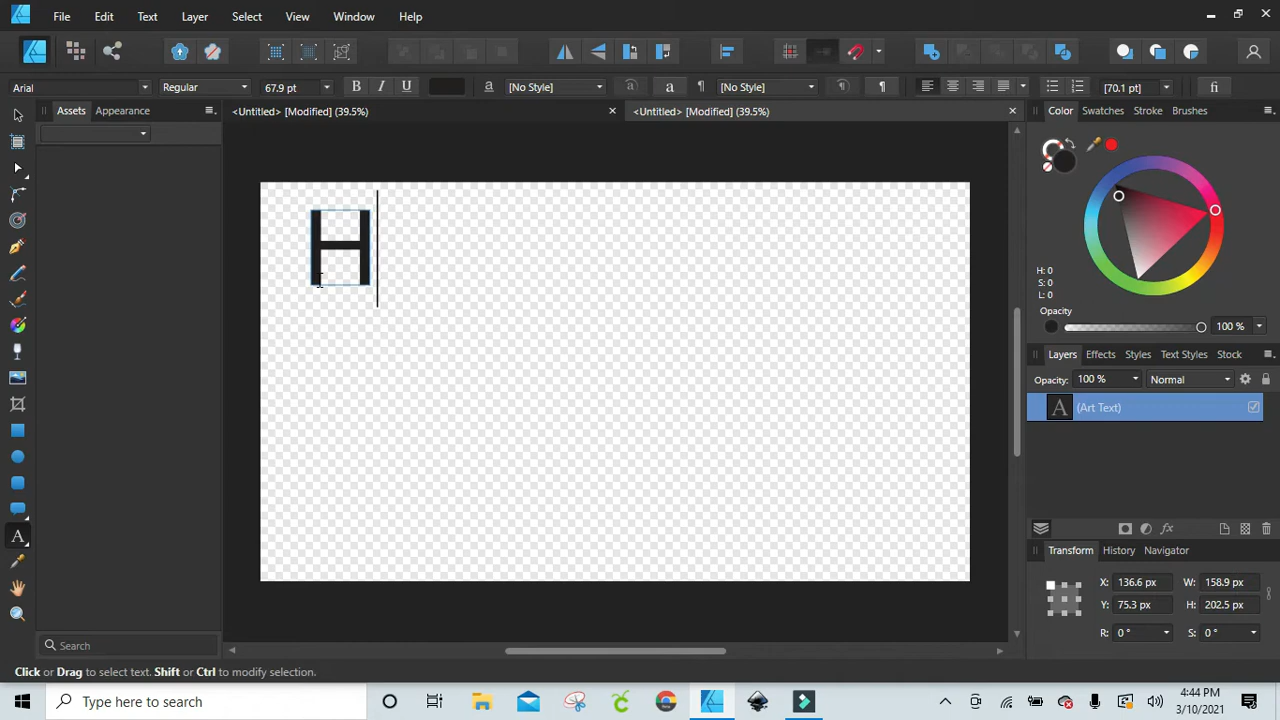 File Edit Text Layer Select View Window Help
Arial Regular 67.9 pt B I U a [No Style] a a ¶ [No Style] ¶ ¶ [70.1 pt] fi
Assets Appearance
<Untitled> [Modified] (39.5%) <Untitled> [Modified] (39.5%)
Color Swatches Stroke Brushes
H
H: 0
S: 0
L: 0
Opacity
100 %
Layers Effects Styles Text Styles Stock
Opacity: 100 % Normal
A (Art Text)
fx
Transform History Navigator
X: 136.6 px W: 158.9 px
Y: 75.3 px H: 202.5 px
R: 0 ° S: 0 °
A
Search
Click or Drag to select text. Shift or Ctrl to modify selection.
Type here to search
4:44 PM
3/10/2021